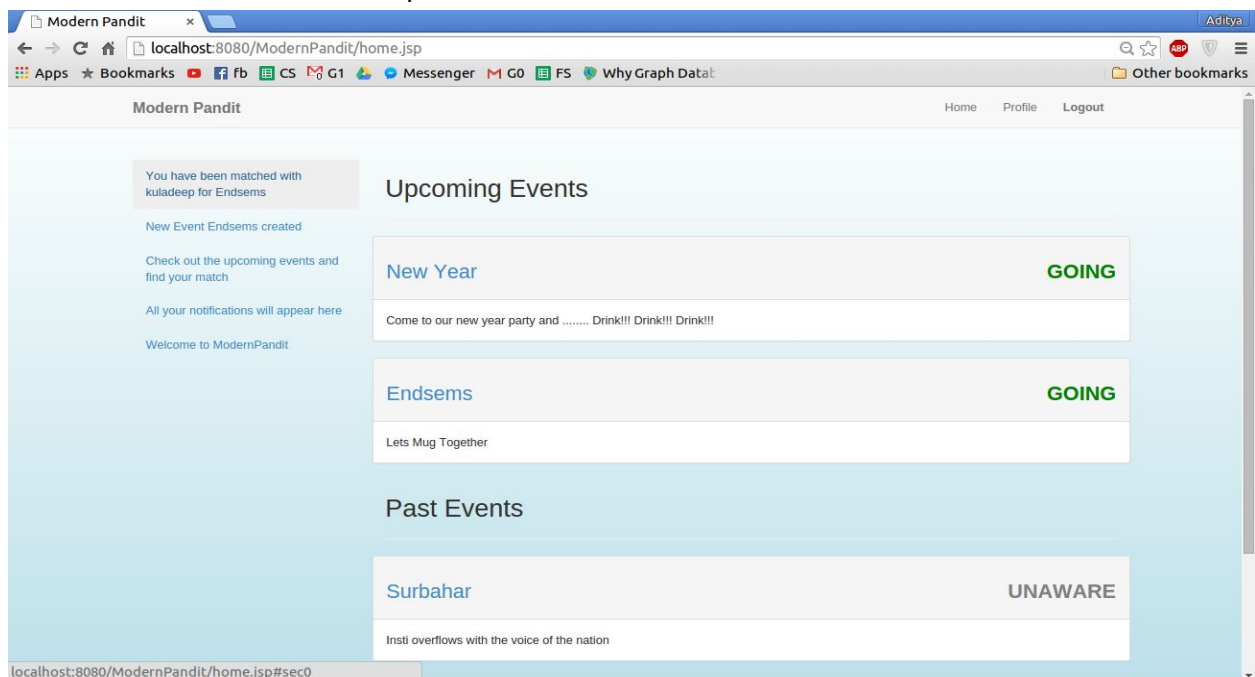 Modern Pandit
Aditya
localhost:8080/ModernPandit/home.jsp
ABP
Apps
Bookmarks
fb
CS
G1
Messenger
G0
FS
Why Graph Datab
Other bookmarks
Modern Pandit
Home
Profile
Logout
You have been matched with
kuladeep for Endsems
New Event Endsems created
Check out the upcoming events and
find your match
All your notifications will appear here
Welcome to ModernPandit
Upcoming Events
New Year
GOING
Come to our new year party and ........ Drink!!! Drink!!! Drink!!!
Endsems
GOING
Lets Mug Together
Past Events
Surbahar
UNAWARE
Insti overflows with the voice of the nation
localhost:8080/ModernPandit/home.jsp#sec0